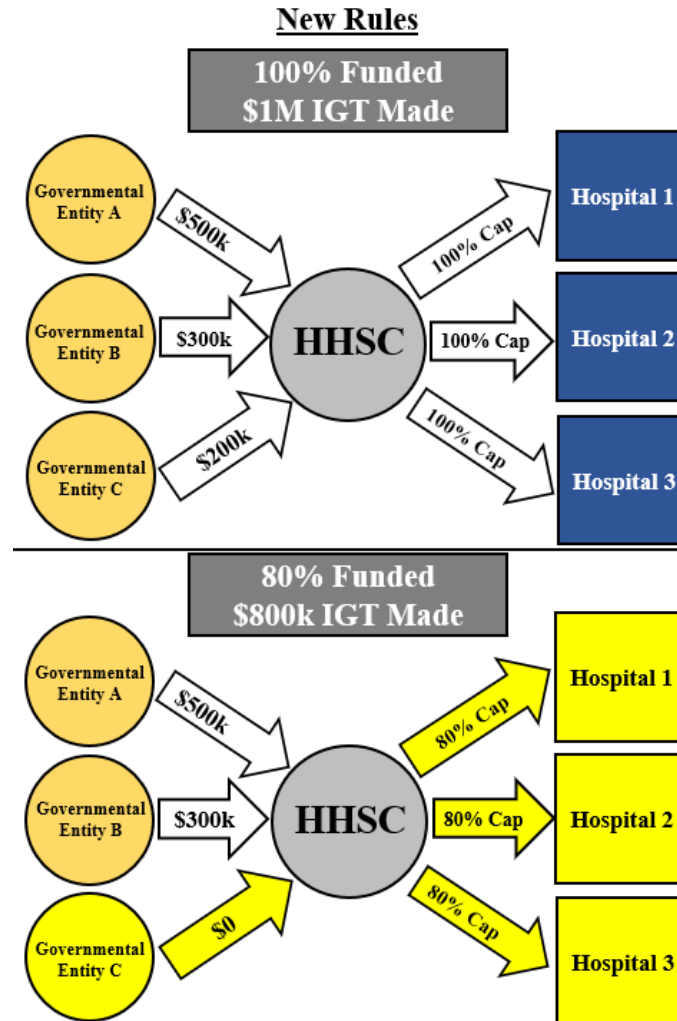 New Rules
100% Funded
$1M IGT Made
Governmental
Entity A
$500k
Governmental
Entity B
$300k
Governmental
Entity C
$200k
HHSC
100% Cap
Hospital 1
100% Cap
Hospital 2
100% Cap
Hospital 3
80% Funded
$800k IGT Made
Governmental
Entity A
$500k
Governmental
Entity B
$300k
Governmental
Entity C
$0
HHSC
80% Cap
Hospital 1
80% Cap
Hospital 2
80% Cap
Hospital 3